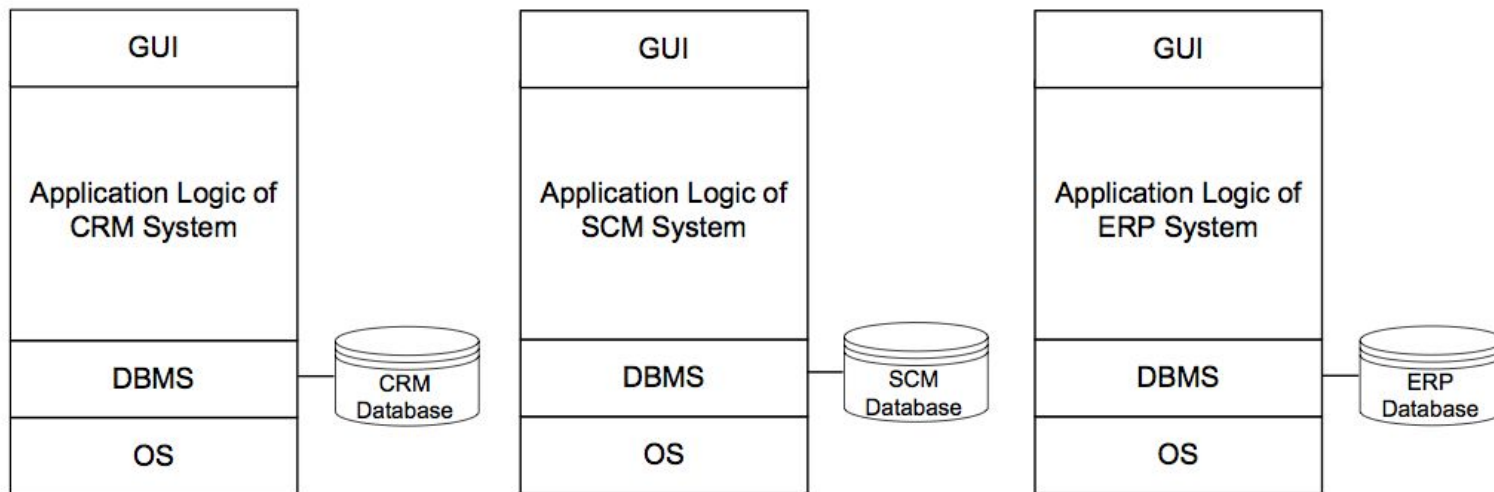 GUI
Application Logic of
CRM System
DBMS
CRM
Database
OS
GUI
Application Logic of
SCM System
DBMS
SCM
Database
OS
GUI
Application Logic of
ERP System
DBMS
ERP
Database
OS